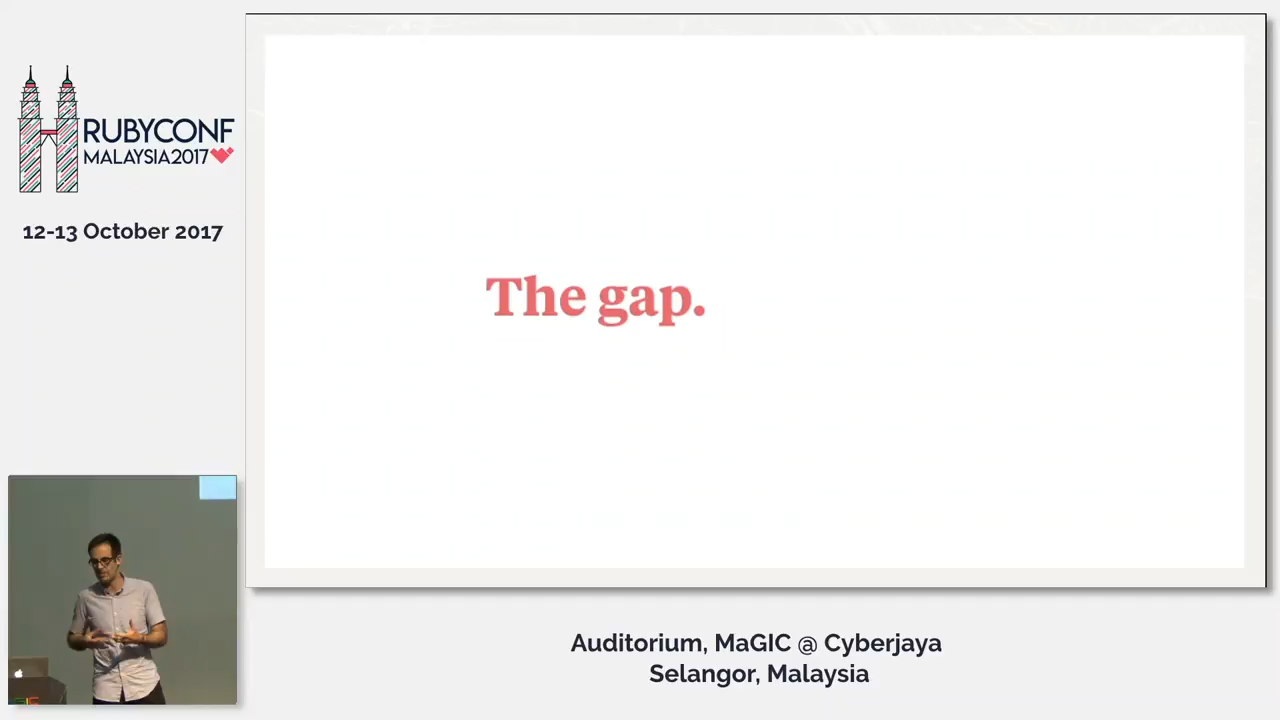 RUBYCONF
MALAYSIA2017
12-13 October 2017
The gap.
Auditorium, MaGIC @ Cyberjaya
Selangor, Malaysia